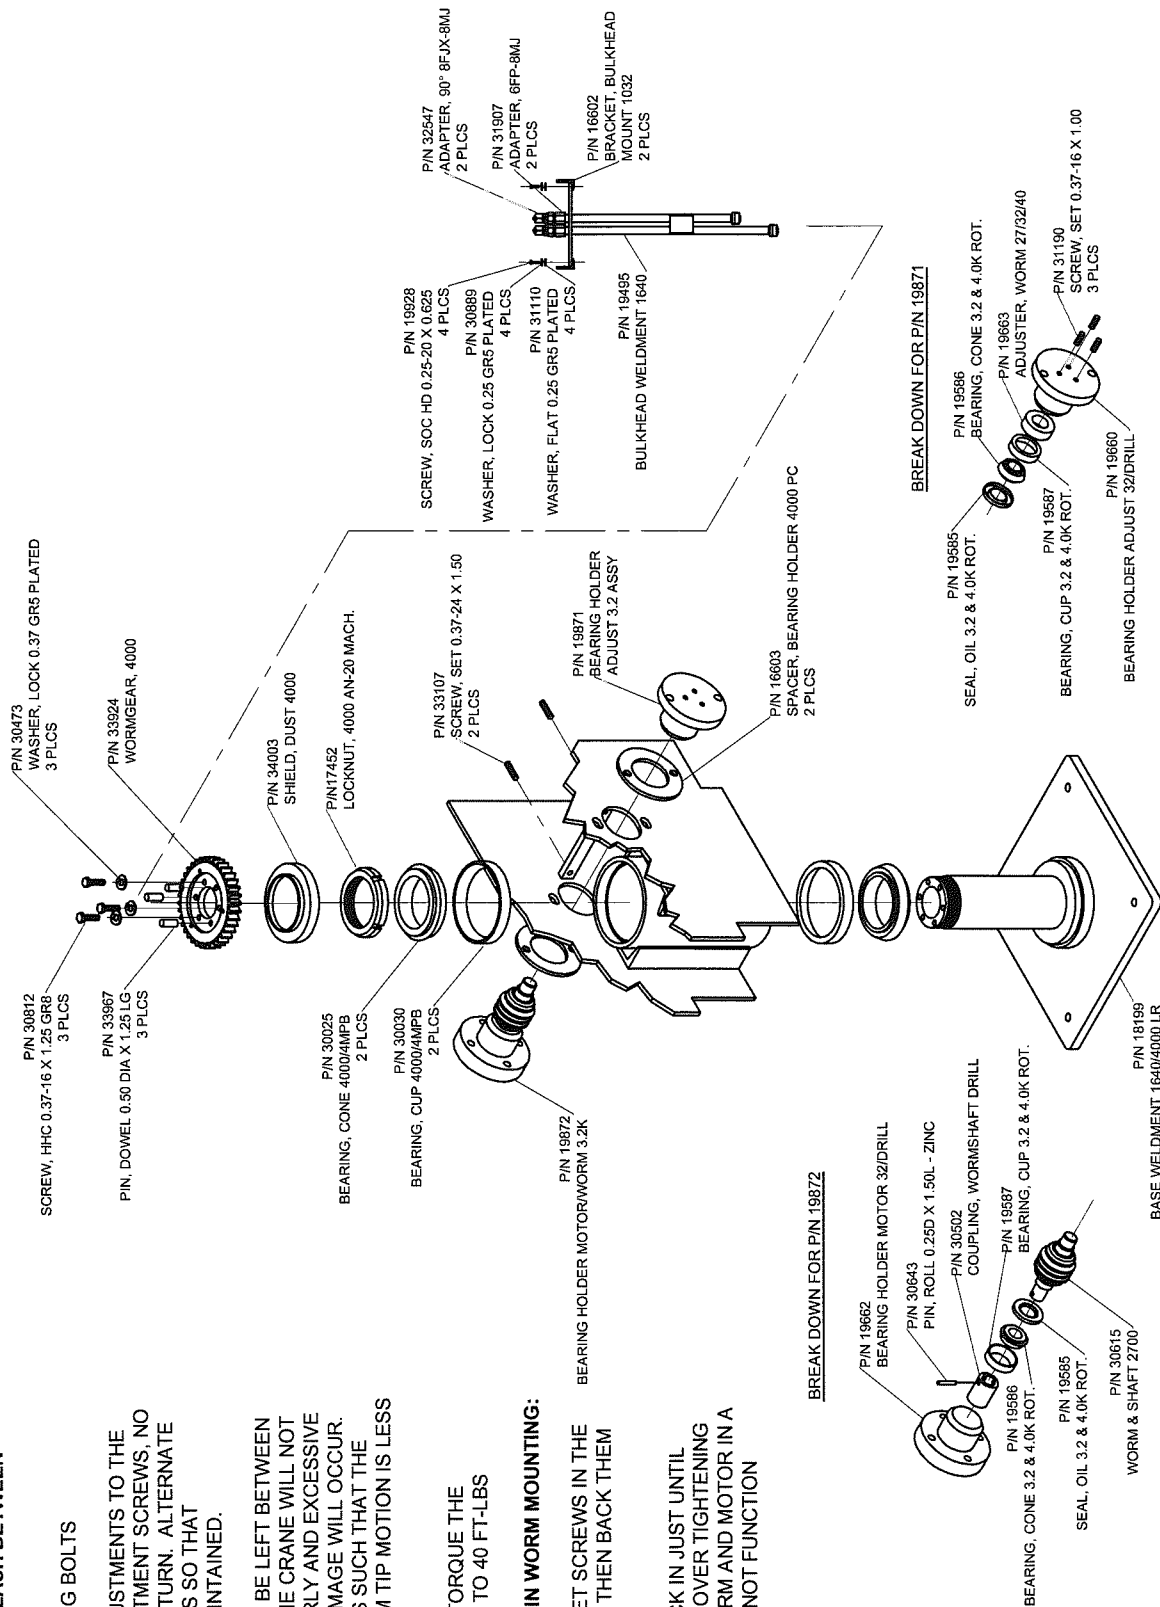 LASH BETWEEN
G BOLTS
USTMENTS TO THE
TMENT SCREWS, NO
TURN. ALTERNATE
S SO THAT
INTAINED.
BE LEFT BETWEEN
E CRANE WILL NOT
RLY AND EXCESSIVE
MAGE WILL OCCUR.
S SUCH THAT THE
M TIP MOTION IS LESS
TORQUE THE
TO 40 FT-LBS
IN WORM MOUNTING:
ET SCREWS IN THE
THEN BACK THEM
CK IN JUST UNTIL
OVER TIGHTENING
RM AND MOTOR IN A
NOT FUNCTION
P/N 30812
SCREW, HHC 0.37-16 X 1.25 GR8
3 PLCS
P/N 33967
PIN, DOWEL 0.50 DIA X 1.25 LG
3 PLCS
P/N 30473
WASHER, LOCK 0.37 GR5 PLATED
3 PLCS
P/N 33924
WORMGEAR, 4000
P/N 34003
SHIELD, DUST 4000
P/N17452
LOCKNUT, 4000 AN-20 MACH.
P/N 30025
BEARING, CONE 4000/4MPB
2 PLCS
P/N 30030
BEARING, CUP 4000/4MPB
2 PLCS
P/N 33107
SCREW, SET 0.37-24 X 1.50
2 PLCS
P/N 19872
BEARING HOLDER MOTOR/WORM 3.2K
P/N 19871
BEARING HOLDER
ADJUST 3.2 ASSY
P/N 16603
SPACER, BEARING HOLDER 4000 PC
2 PLCS
P/N 32547
ADAPTER, 90° 8FJX-8MJ
2 PLCS
P/N 31907
ADAPTER, 6FP-8MJ
2 PLCS
P/N 16602
BRACKET, BULKHEAD
MOUNT 1032
2 PLCS
P/N 19928
SCREW, SOC HD 0.25-20 X 0.625
4 PLCS
P/N 30889
WASHER, LOCK 0.25 GR5 PLATED
4 PLCS
P/N 31110
WASHER, FLAT 0.25 GR5 PLATED
4 PLCS
P/N 19495
BULKHEAD WELDMENT 1640
BREAK DOWN FOR P/N 19872
P/N 19662
BEARING HOLDER MOTOR 32/DRILL
P/N 30643
PIN, ROLL 0.25D X 1.50L - ZINC
P/N 30502
COUPLING, WORMSHAFT DRILL
P/N 19587
BEARING, CUP 3.2 & 4.0K ROT.
P/N 19586
BEARING, CONE 3.2 & 4.0K ROT.
P/N 19585
SEAL, OIL 3.2 & 4.0K ROT.
P/N 30615
WORM & SHAFT 2700
P/N 18199
BASE WELDMENT 1640/4000 LR
BREAK DOWN FOR P/N 19871
P/N 19585
SEAL, OIL 3.2 & 4.0K ROT.
P/N 19586
BEARING, CONE 3.2 & 4.0K ROT.
P/N 19663
ADJUSTER, WORM 27/32/40
P/N 31190
SCREW, SET 0.37-16 X 1.00
3 PLCS
P/N 19587
BEARING, CUP 3.2 & 4.0K ROT.
P/N 19660
BEARING HOLDER ADJUST 32/DRILL